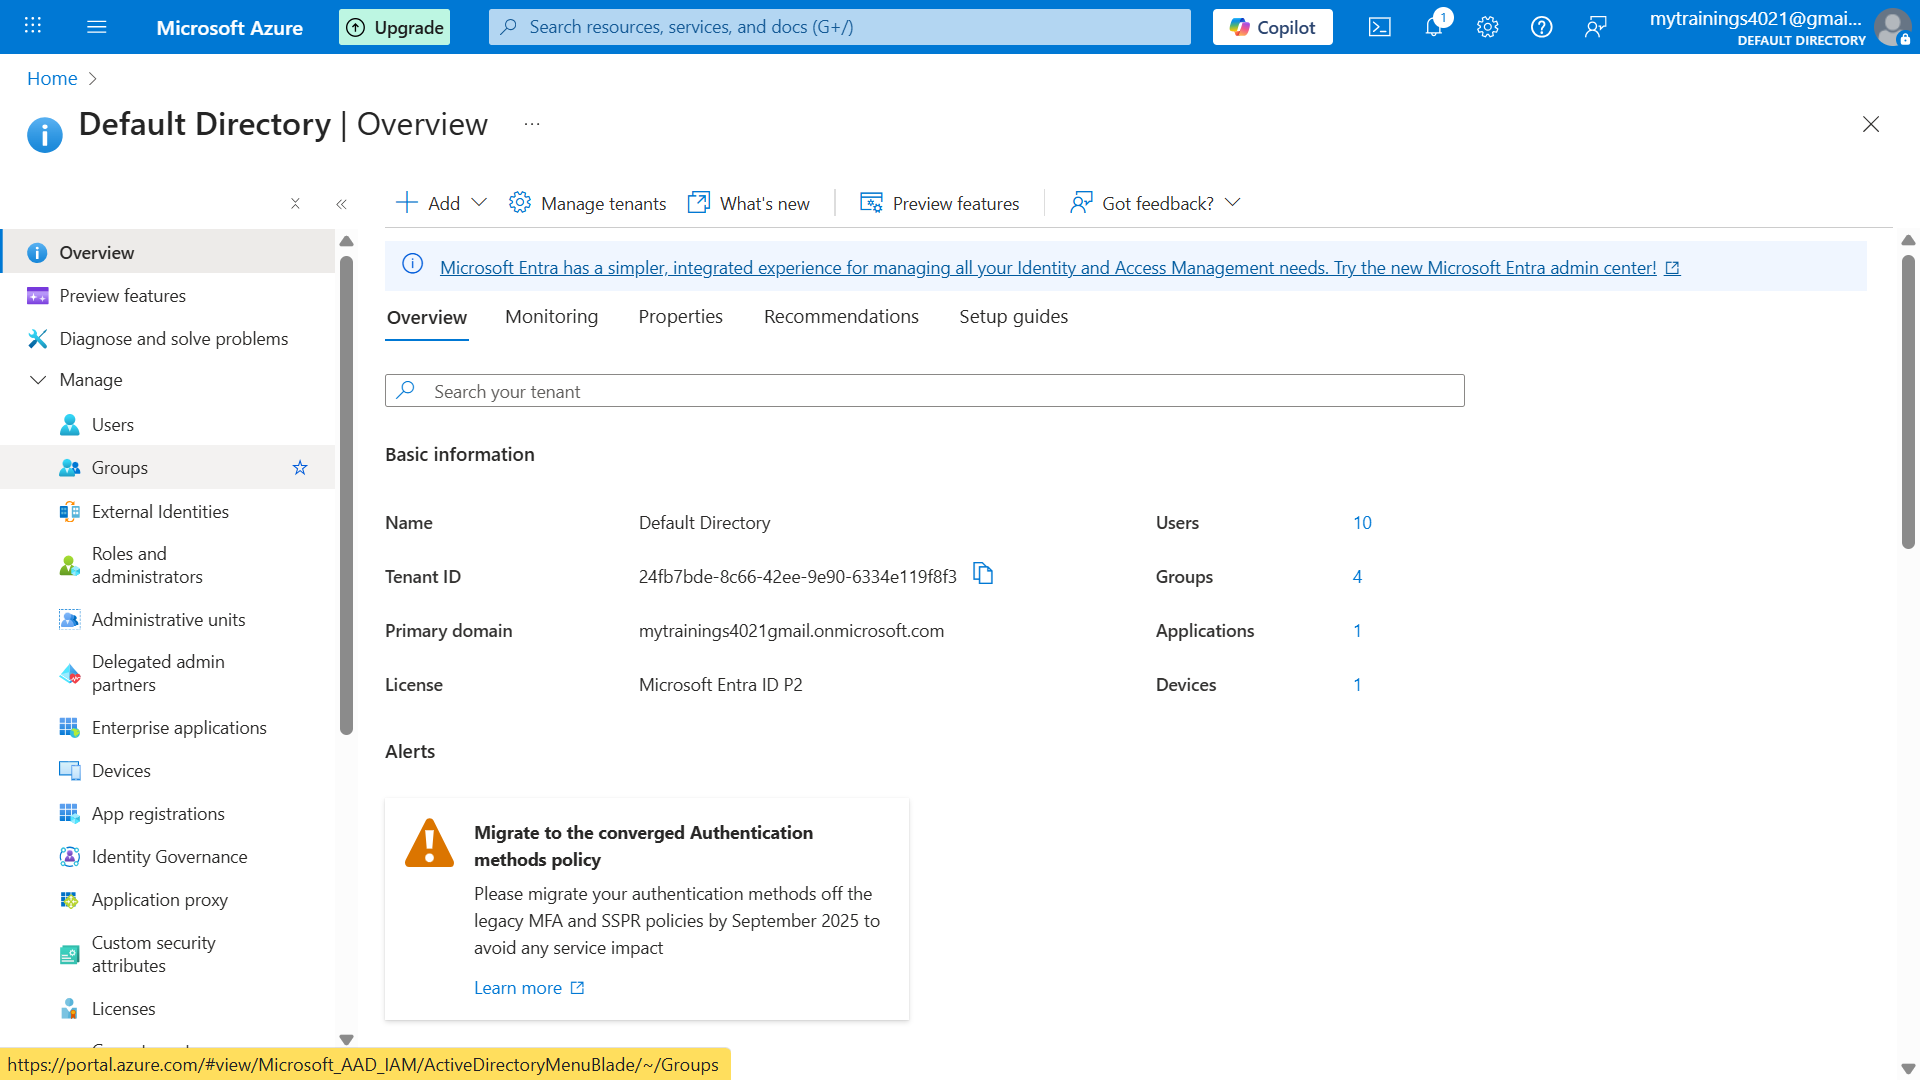 Microsoft Azure
Upgrade
Search resources, services, and docs (G+/)
Copilot
1
mytrainings4021@gmai...
DEFAULT DIRECTORY
Home
Default Directory | Overview
...
Add
Manage tenants
What's new
Preview features
Got feedback?
Overview
Preview features
Diagnose and solve problems
Manage
Users
Groups
External Identities
Roles and
administrators
Administrative units
Delegated admin
partners
Enterprise applications
Devices
App registrations
Identity Governance
Application proxy
Custom security
attributes
Licenses
Microsoft Entra has a simpler, integrated experience for managing all your Identity and Access Management needs. Try the new Microsoft Entra admin center!
Overview
Monitoring
Properties
Recommendations
Setup guides
Search your tenant
Basic information
Name
Default Directory
Users
10
Tenant ID
24fb7bde-8c66-42ee-9e90-6334e119f8f3
Groups
4
Primary domain
mytrainings4021gmail.onmicrosoft.com
Applications
1
License
Microsoft Entra ID P2
Devices
1
Alerts
Migrate to the converged Authentication
methods policy
Please migrate your authentication methods off the
legacy MFA and SSPR policies by September 2025 to
avoid any service impact
Learn more
https://portal.azure.com/#view/Microsoft_AAD_IAM/ActiveDirectoryMenuBlade/~/Groups